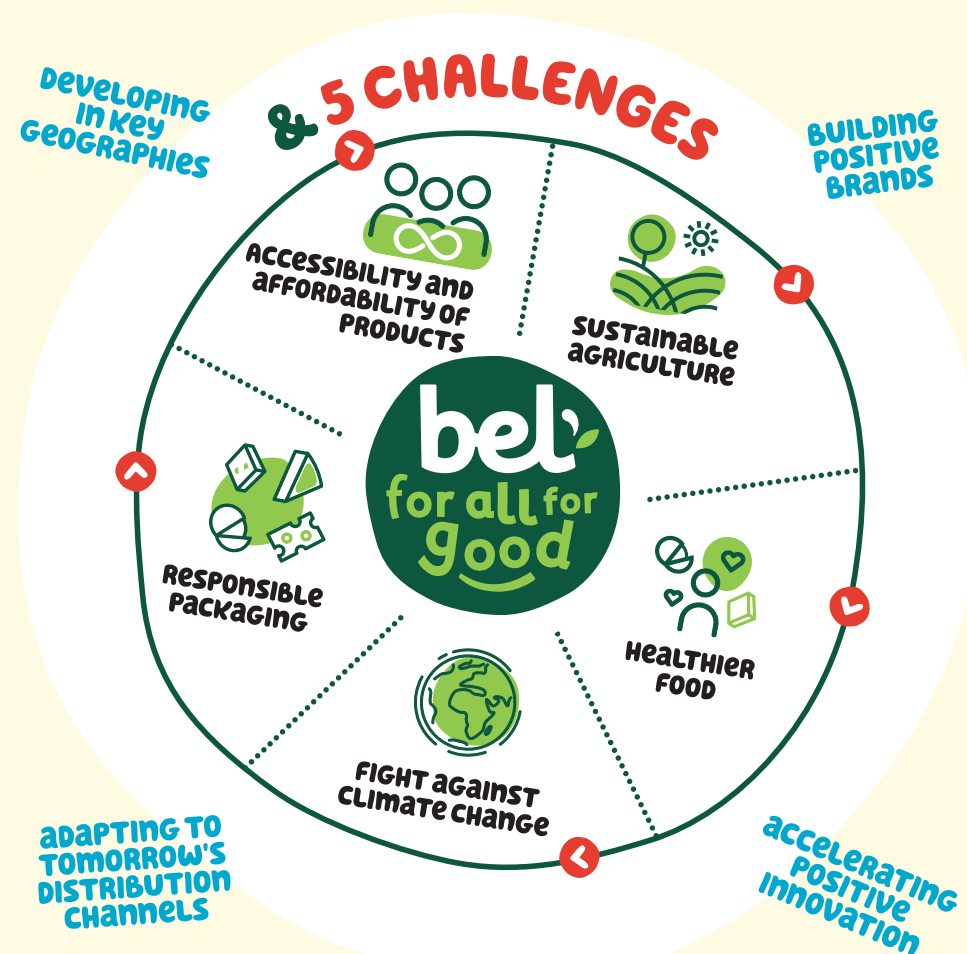 & 5 CHALLENGES
DEVELOPING
IN KEY
GEOGRAPHIES
BUILDING
POSITIVE
BRANDS
ACCESSIBILITY AND
AFFORDABILITY OF
PRODUCTS
SUSTAINABLE
AGRICULTURE
bel
for all for
good
RESPONSIBLE
PACKAGING
HEALTHIER
FOOD
FIGHT AGAINST
CLIMATE CHANGE
ADAPTING TO
TOMORROW'S
DISTRIBUTION
CHANNELS
ACCELERATING
POSITIVE
INNOVATION